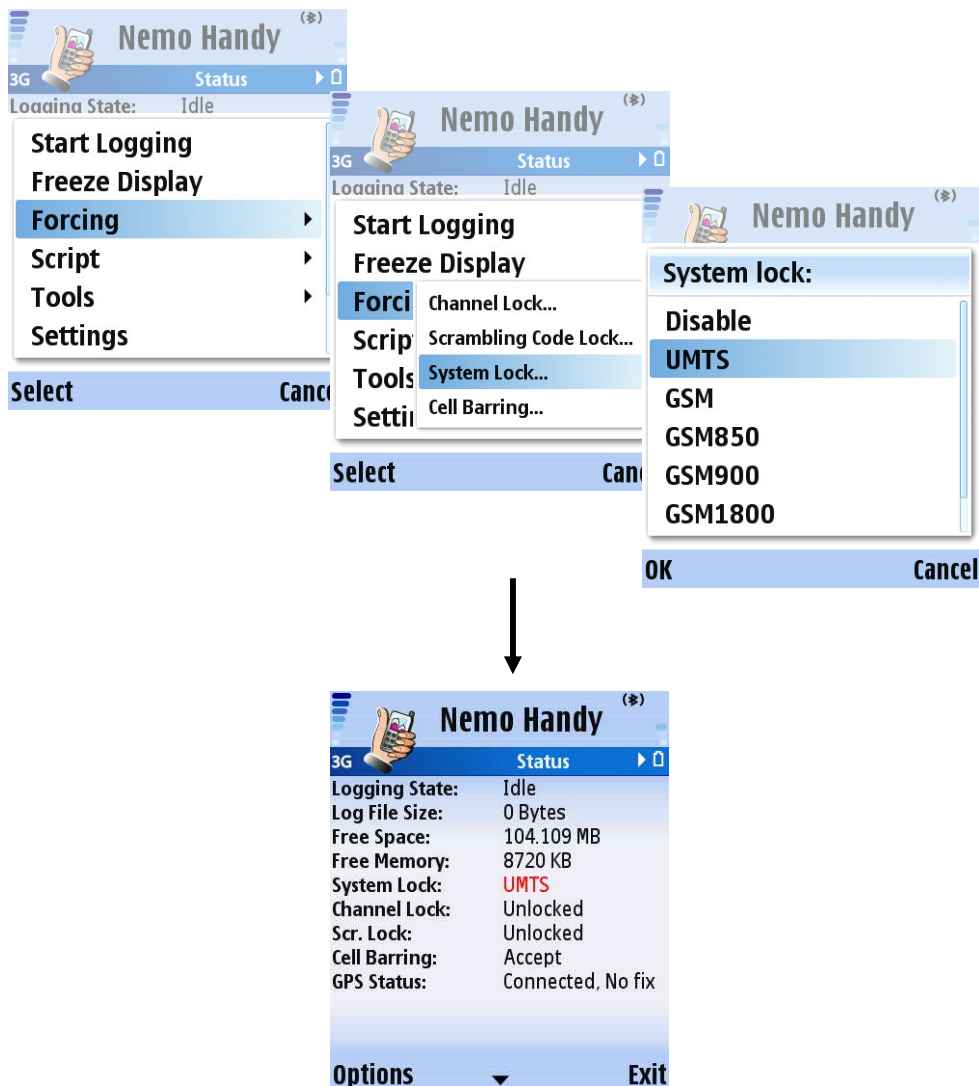 Nemo Handy
3G Status
Logging State: Idle
Start Logging
Freeze Display
Forcing
Script
Tools
Settings
Select
Nemo Handy
3G Status
Logging State: Idle
Start Logging
Freeze Display
Forci
Channel Lock...
Scrip
Scrambling Code Lock...
Tools
System Lock...
Settin
Cell Barring...
Select
Nemo Handy
System lock:
Disable
UMTS
GSM
GSM850
GSM900
GSM1800
OK Cancel
Nemo Handy
3G Status
Logging State: Idle
Log File Size: 0 Bytes
Free Space: 104.109 MB
Free Memory: 8720 KB
System Lock: UMTS
Channel Lock: Unlocked
Scr. Lock: Unlocked
Cell Barring: Accept
GPS Status: Connected, No fix
Options Exit